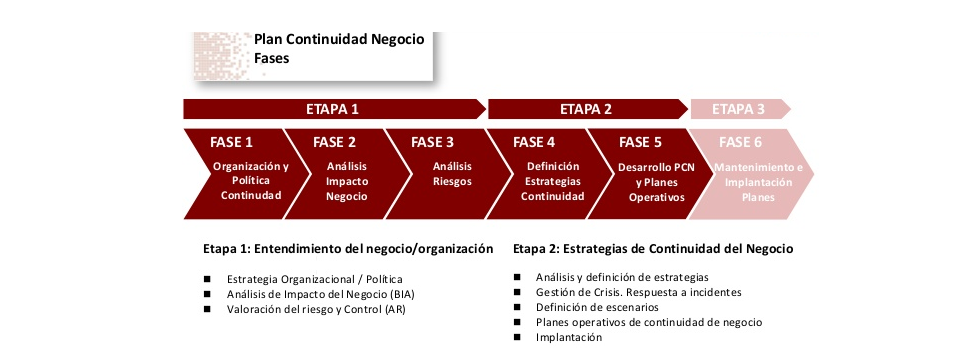 Plan Continuidad Negocio
Fases
ETAPA 1
ETAPA 2
ETAPA 3
FASE 1
Organización y
Política
Continudad
FASE 2
Análisis
Impacto
Negocio
FASE 3
Análisis
Riesgos
FASE 4
Definición
Estrategias
Continuidad
FASE 5
Desarrollo PCN
y Planes
Operativos
FASE 6
Mantenimiento e
Implantación
Planes
Etapa 1: Entendimiento del negocio/organización
Estrategia Organizacional / Política
Análisis de Impacto del Negocio (BIA)
Valoración del riesgo y Control (AR)
Etapa 2: Estrategias de Continuidad del Negocio
Análisis y definición de estrategias
Gestión de Crisis. Respuesta a incidentes
Definición de escenarios
Planes operativos de continuidad de negocio
Implantación